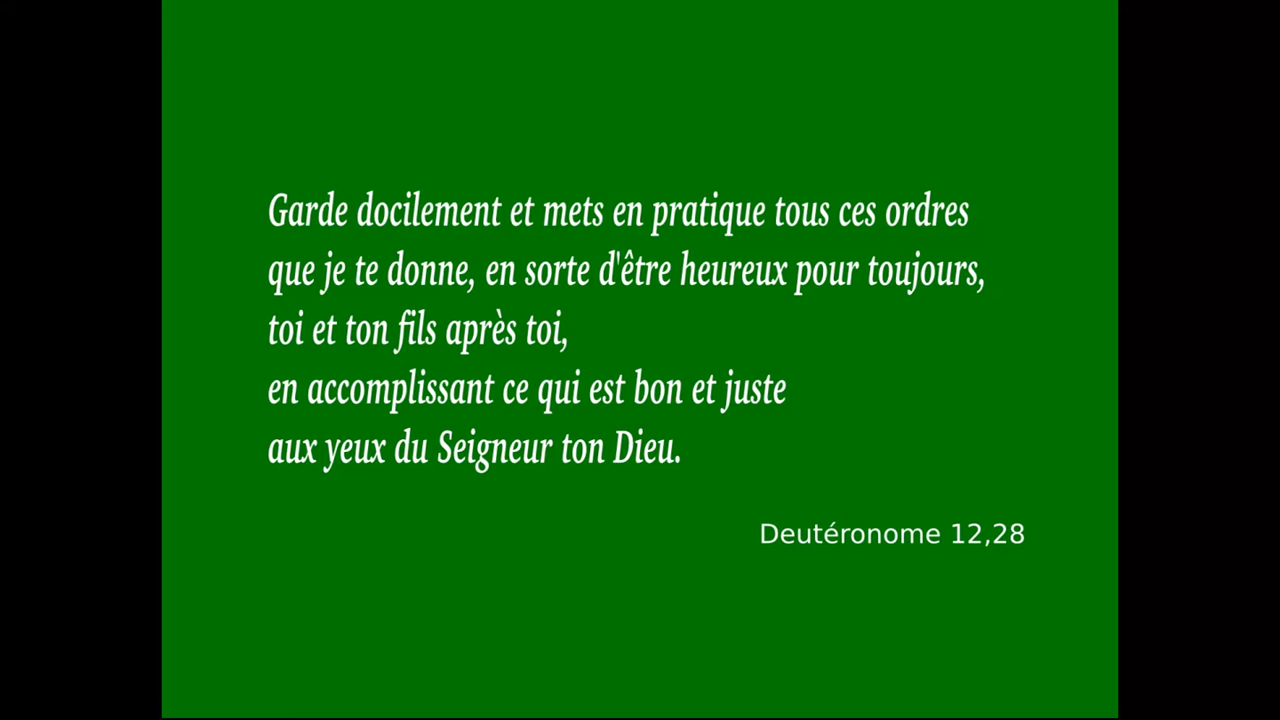 Garde docilement et mets en pratique tous ces ordres
que je te donne, en sorte d'être heureux pour toujours,
toi et ton fils après toi,
en accomplissant ce qui est bon et juste
aux yeux du Seigneur ton Dieu.
Deutéronome 12,28